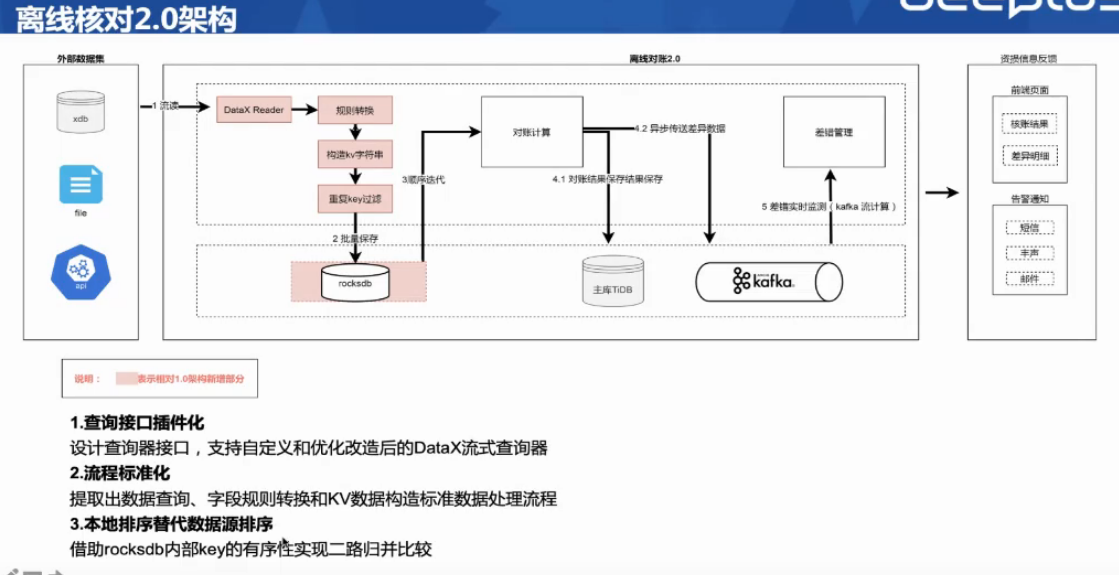 离线核对2.0架构
外部数据集
离线对账2.0
资损信息反馈
xdb
file
api
1 流读
DataX Reader
规则转换
构造kv字符串
重复key过滤
2 批量保存
rocksdb
3顺序迭代
对账计算
4.2 异步传送差异数据
4.1 对账结果保存结果保存
差错管理
5 差错实时监测（kafka 流计算）
主库TiDB
kafka
前端页面
核账结果
差异明细
告警通知
短信
丰声
邮件
说明：
表示相对1.0架构新增部分
1.查询接口插件化
设计查询器接口，支持自定义和优化改造后的DataX流式查询器
2.流程标准化
提取出数据查询、字段规则转换和KV数据构造标准数据处理流程
3.本地排序替代数据源排序
借助rocksdb内部key的有序性实现二路归并比较